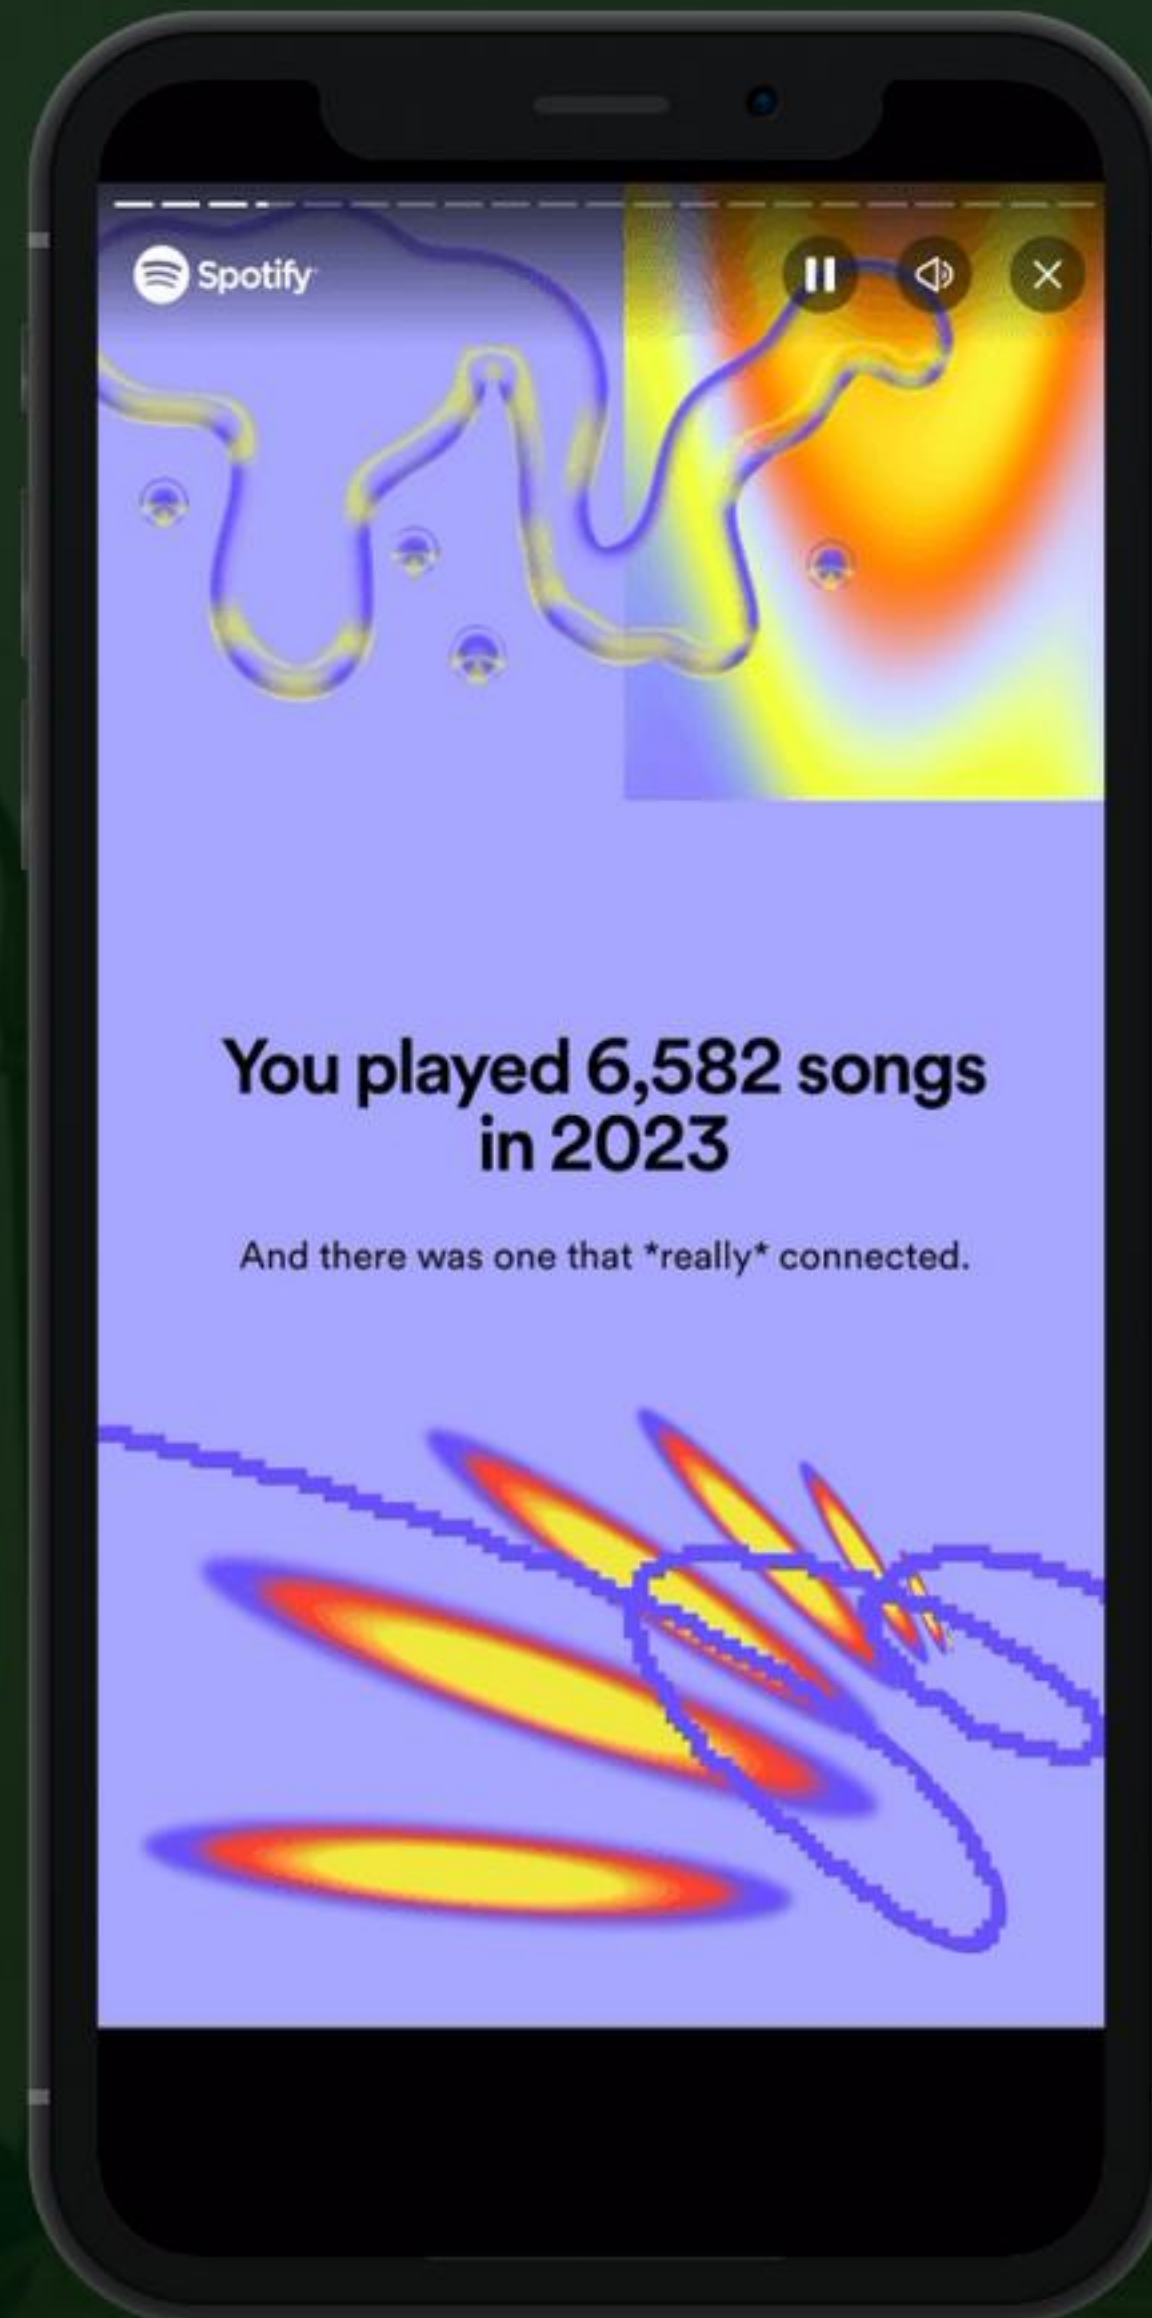 Spotify
You played 6,582 songs
in 2023
And there was one that *really* connected.